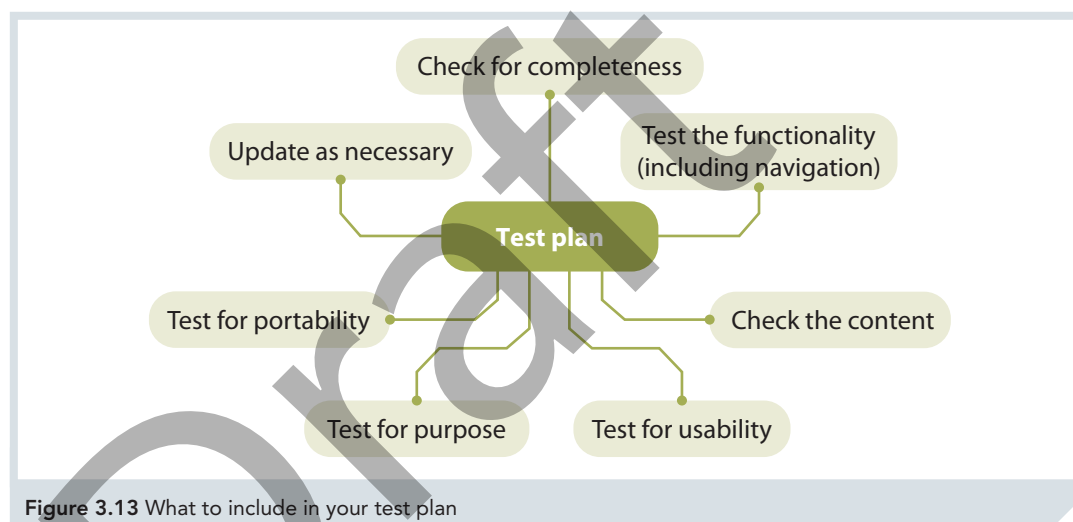 Check for completeness
Update as necessary
Test the functionality
(including navigation)
Test plan
Test for portability
Check the content
Test for purpose
Test for usability
Figure 3.13 What to include in your test plan
Draft